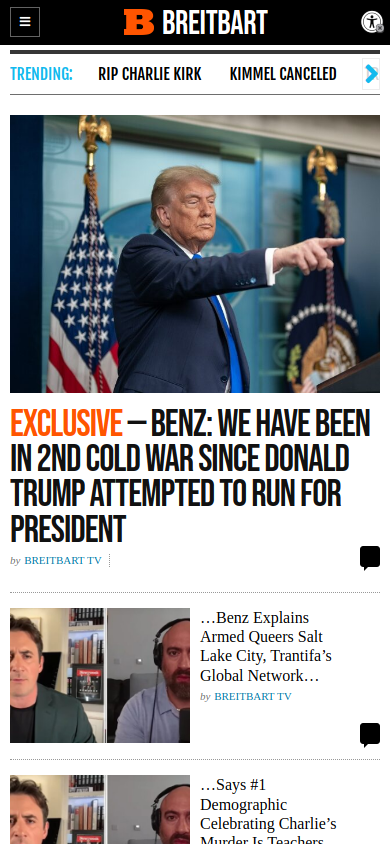 BREITBART
TRENDING:
RIP CHARLIE KIRK
KIMMEL CANCELED
EXCLUSIVE – BENZ: WE HAVE BEEN
IN 2ND COLD WAR SINCE DONALD
TRUMP ATTEMPTED TO RUN FOR
PRESIDENT
by BREITBART TV
…Benz Explains
Armed Queers Salt
Lake City, Trantifa’s
Global Network…
by BREITBART TV
…Says #1
Demographic
Celebrating Charlie’s
Murder Is Teachers